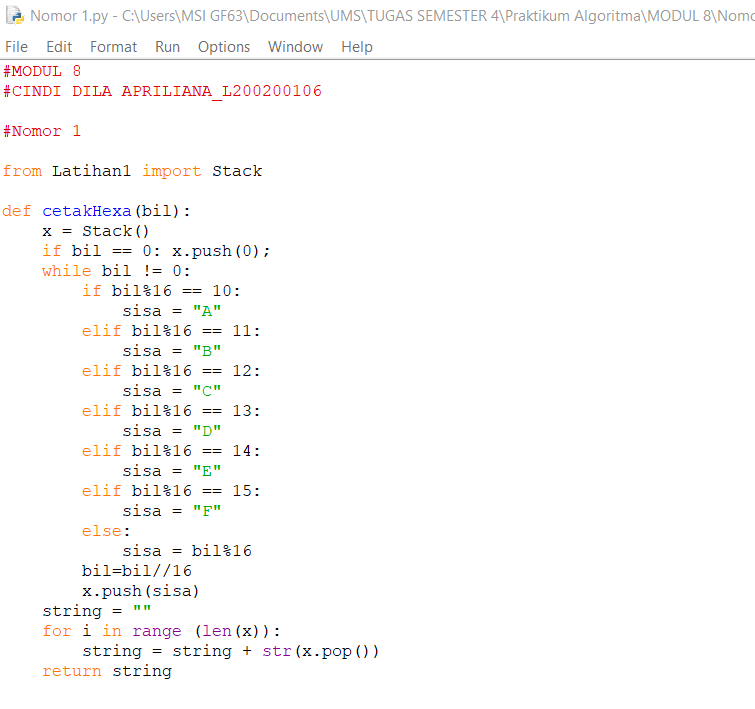 Nomor 1.py - C:\Users\MSI GF63\Documents\UMS\TUGAS SEMESTER 4\Praktikum Algoritma\MODUL 8\Nomo
File Edit Format Run Options Window Help
#MODUL 8
#CINDI DILA APRILIANA_L200200106

#Nomor 1

from Latihan1 import Stack

def cetakHexa(bil):
    x = Stack()
    if bil == 0: x.push(0);
    while bil != 0:
        if bil%16 == 10:
            sisa = "A"
        elif bil%16 == 11:
            sisa = "B"
        elif bil%16 == 12:
            sisa = "C"
        elif bil%16 == 13:
            sisa = "D"
        elif bil%16 == 14:
            sisa = "E"
        elif bil%16 == 15:
            sisa = "F"
        else:
            sisa = bil%16
        bil=bil//16
        x.push(sisa)
    string = ""
    for i in range (len(x)):
        string = string + str(x.pop())
    return string